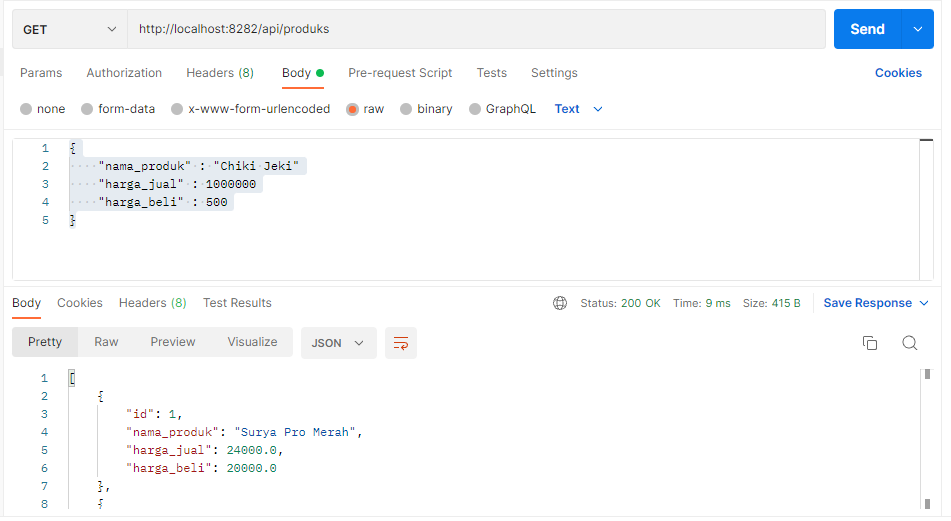 GET http://localhost:8282/api/produks Send
Params Authorization Headers (8) Body Pre-request Script Tests Settings Cookies
none form-data x-www-form-urlencoded raw binary GraphQL Text
1 {
2 "nama_produk" : "Chiki Jeki"
3 "harga_jual" : 1000000
4 "harga_beli" : 500
5 }
Body Cookies Headers (8) Test Results Status: 200 OK Time: 9 ms Size: 415 B Save Response
Pretty Raw Preview Visualize JSON
1 [
2 {
3 "id": 1,
4 "nama_produk": "Surya Pro Merah",
5 "harga_jual": 24000.0,
6 "harga_beli": 20000.0
7 },
8 {